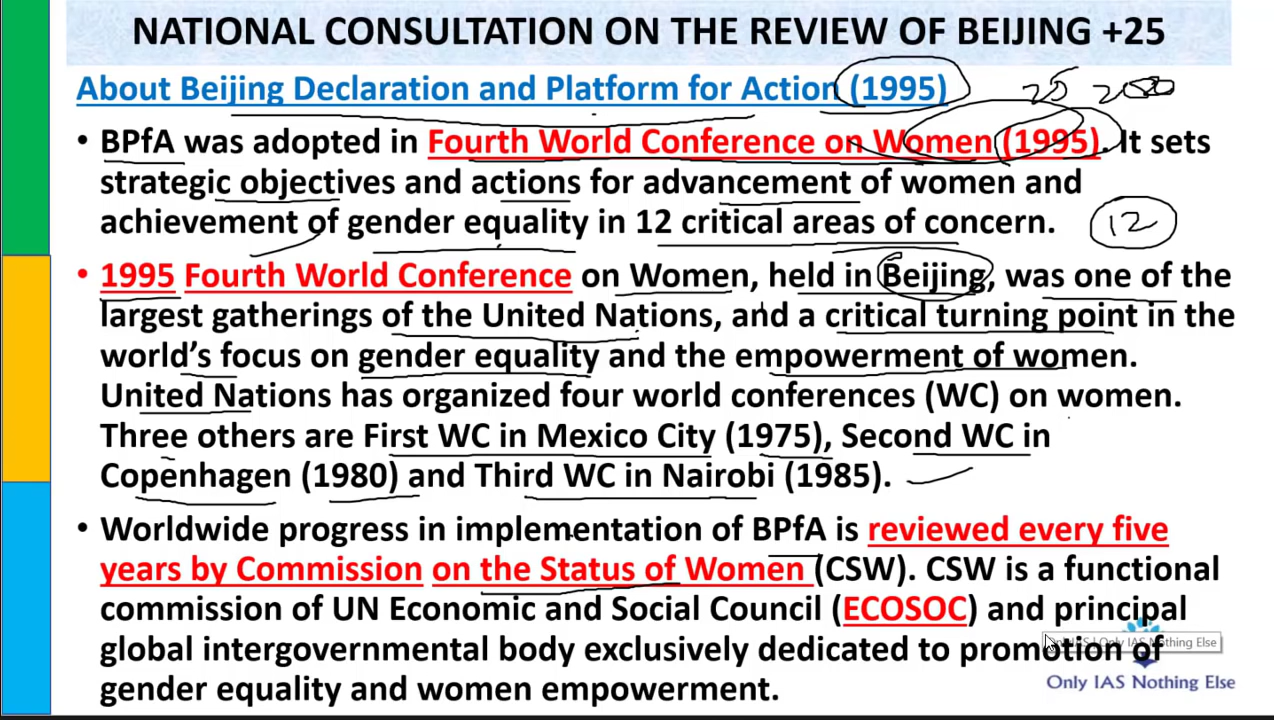 NATIONAL CONSULTATION ON THE REVIEW OF BEIJING +25
About Beijing Declaration and Platform for Action (1995)
25 2020
• BPfA was adopted in Fourth World Conference on Women (1995). It sets
strategic objectives and actions for advancement of women and
achievement of gender equality in 12 critical areas of concern.
12
• 1995 Fourth World Conference on Women, held in Beijing, was one of the
largest gatherings of the United Nations, and a critical turning point in the
world's focus on gender equality and the empowerment of women.
United Nations has organized four world conferences (WC) on women.
Three others are First WC in Mexico City (1975), Second WC in
Copenhagen (1980) and Third WC in Nairobi (1985).
• Worldwide progress in implementation of BPfA is reviewed every five
years by Commission on the Status of Women (CSW). CSW is a functional
commission of UN Economic and Social Council (ECOSOC) and principal
global intergovernmental body exclusively dedicated to promotion of
gender equality and women empowerment.
Only IAS | Only IAS Nothing Else
Only IAS Nothing Else